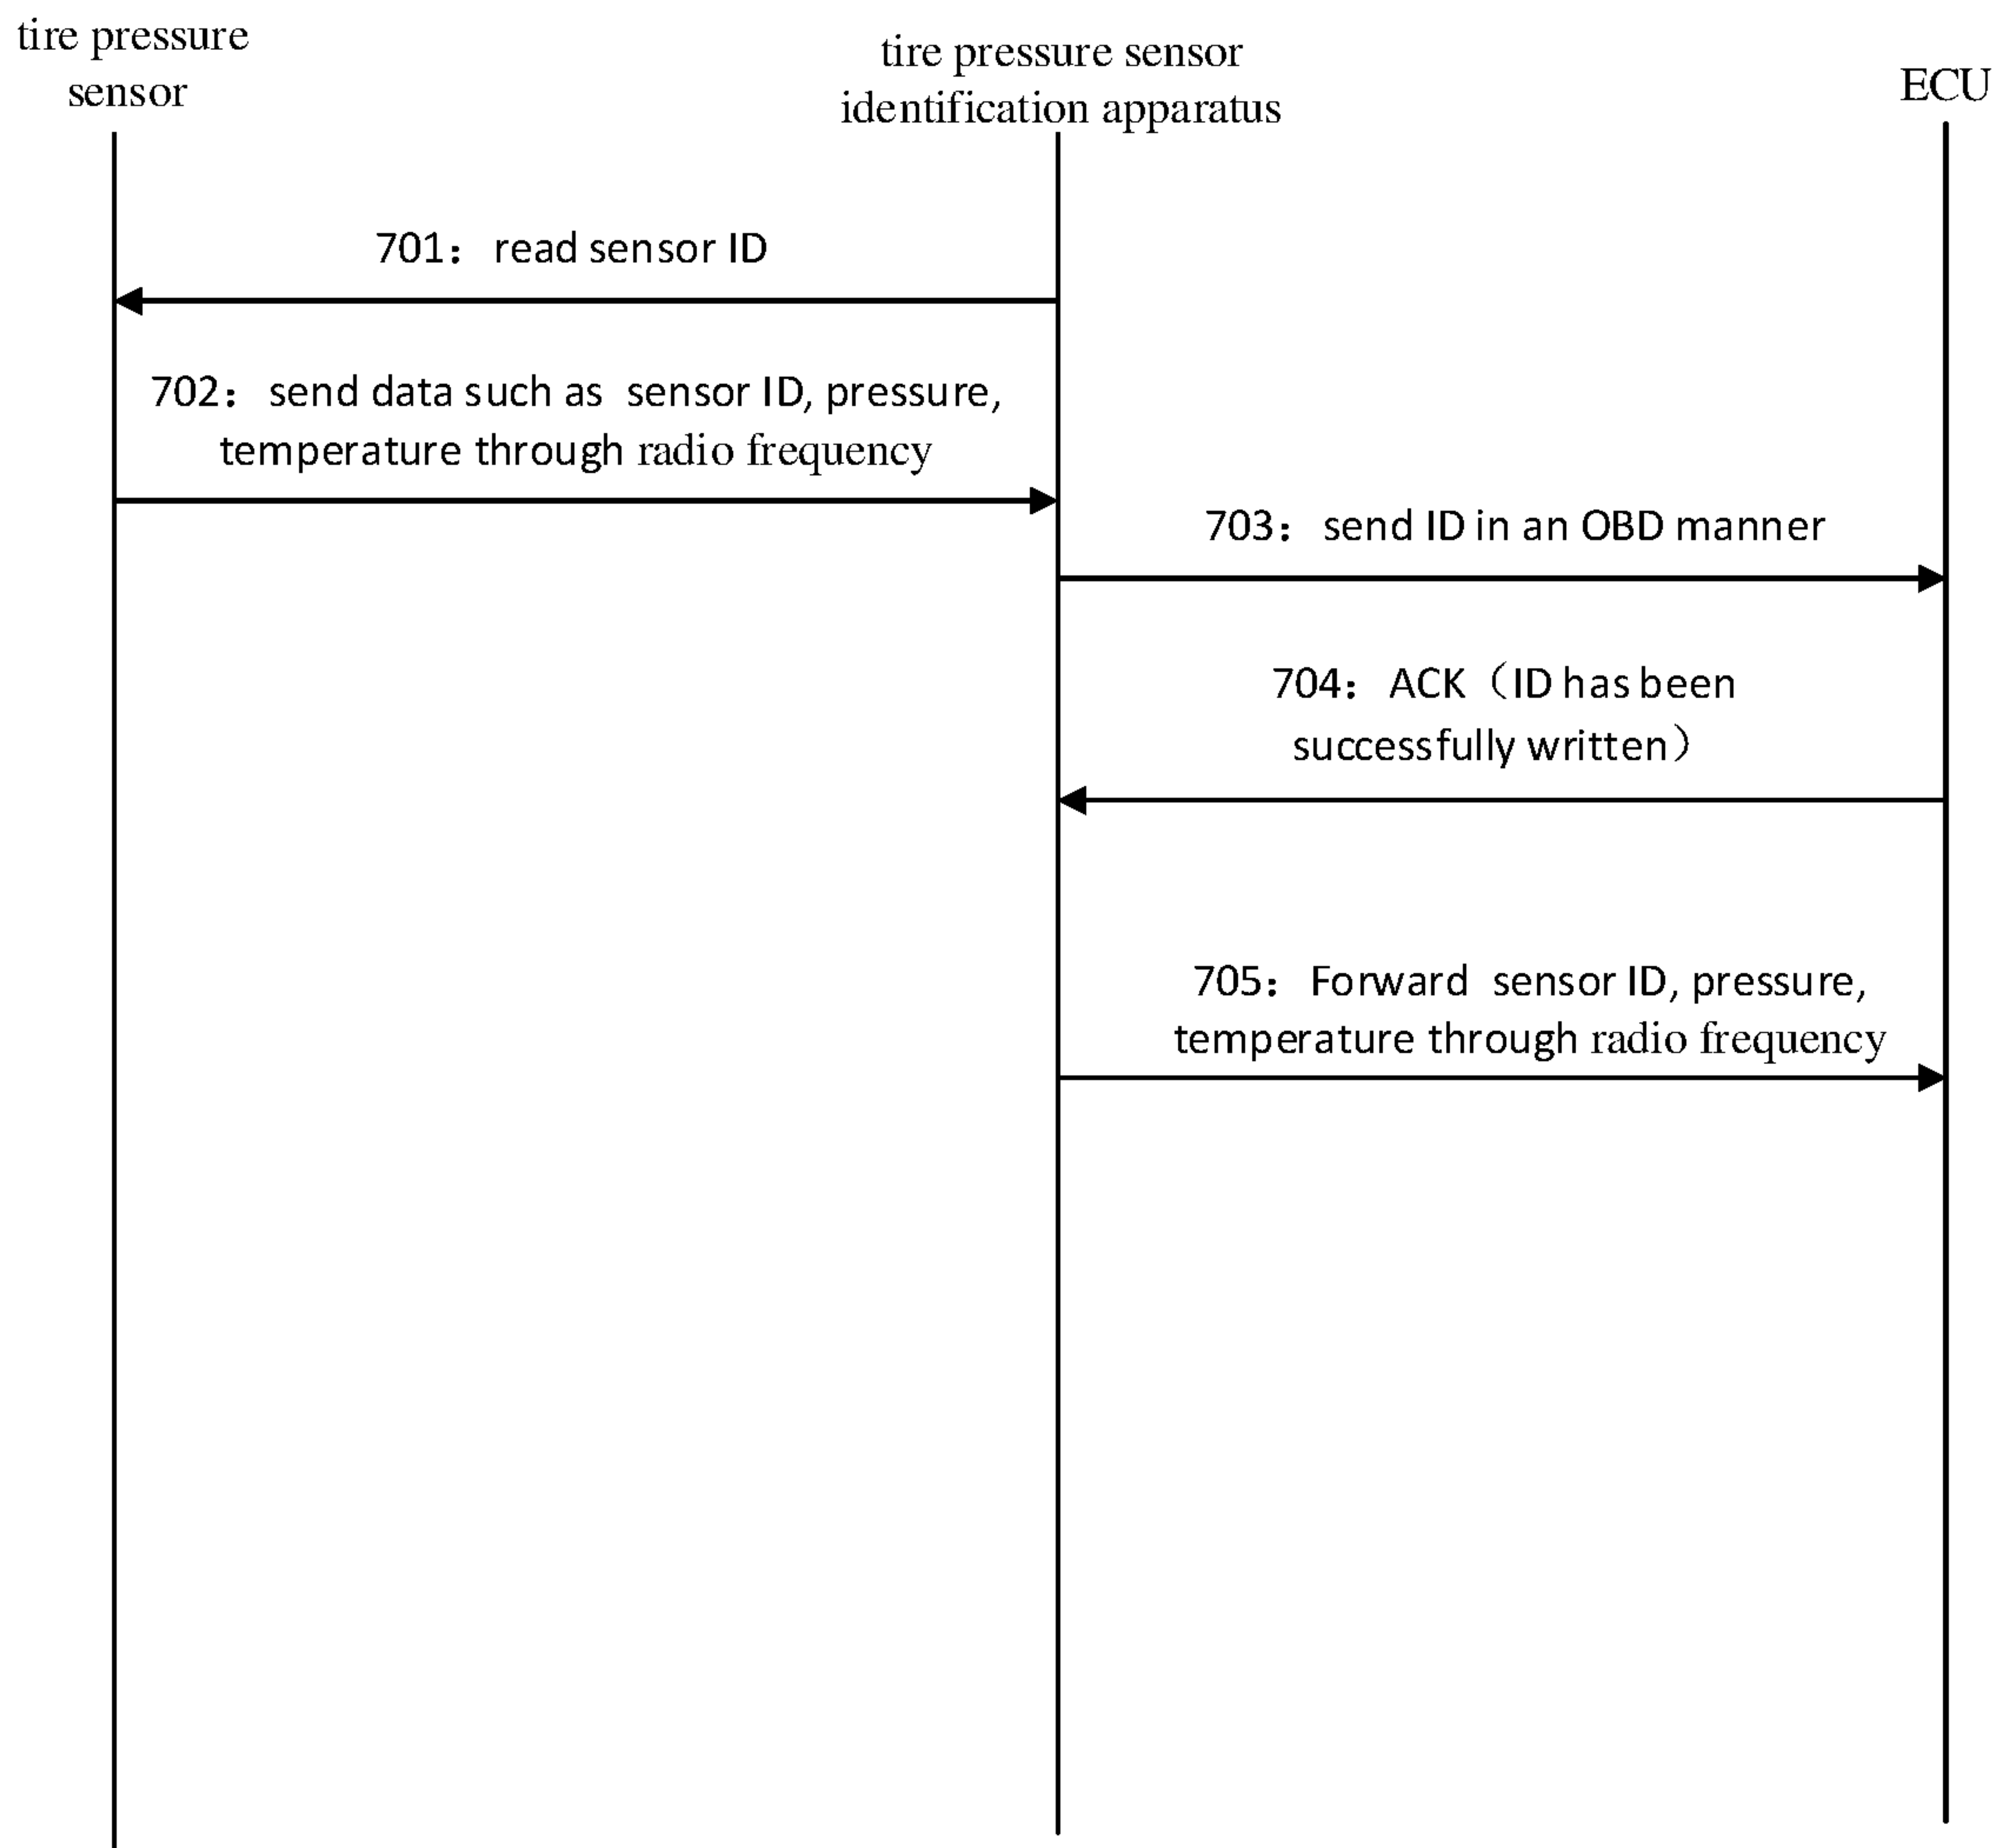 tire pressure
sensor
tire pressure sensor
identification apparatus
ECU
701： read sensor ID
702： send data such as sensor ID, pressure,
temperature through radio frequency
703： send ID in an OBD manner
704： ACK（ID has been
successfully written）
705： Forward sensor ID, pressure,
temperature through radio frequency